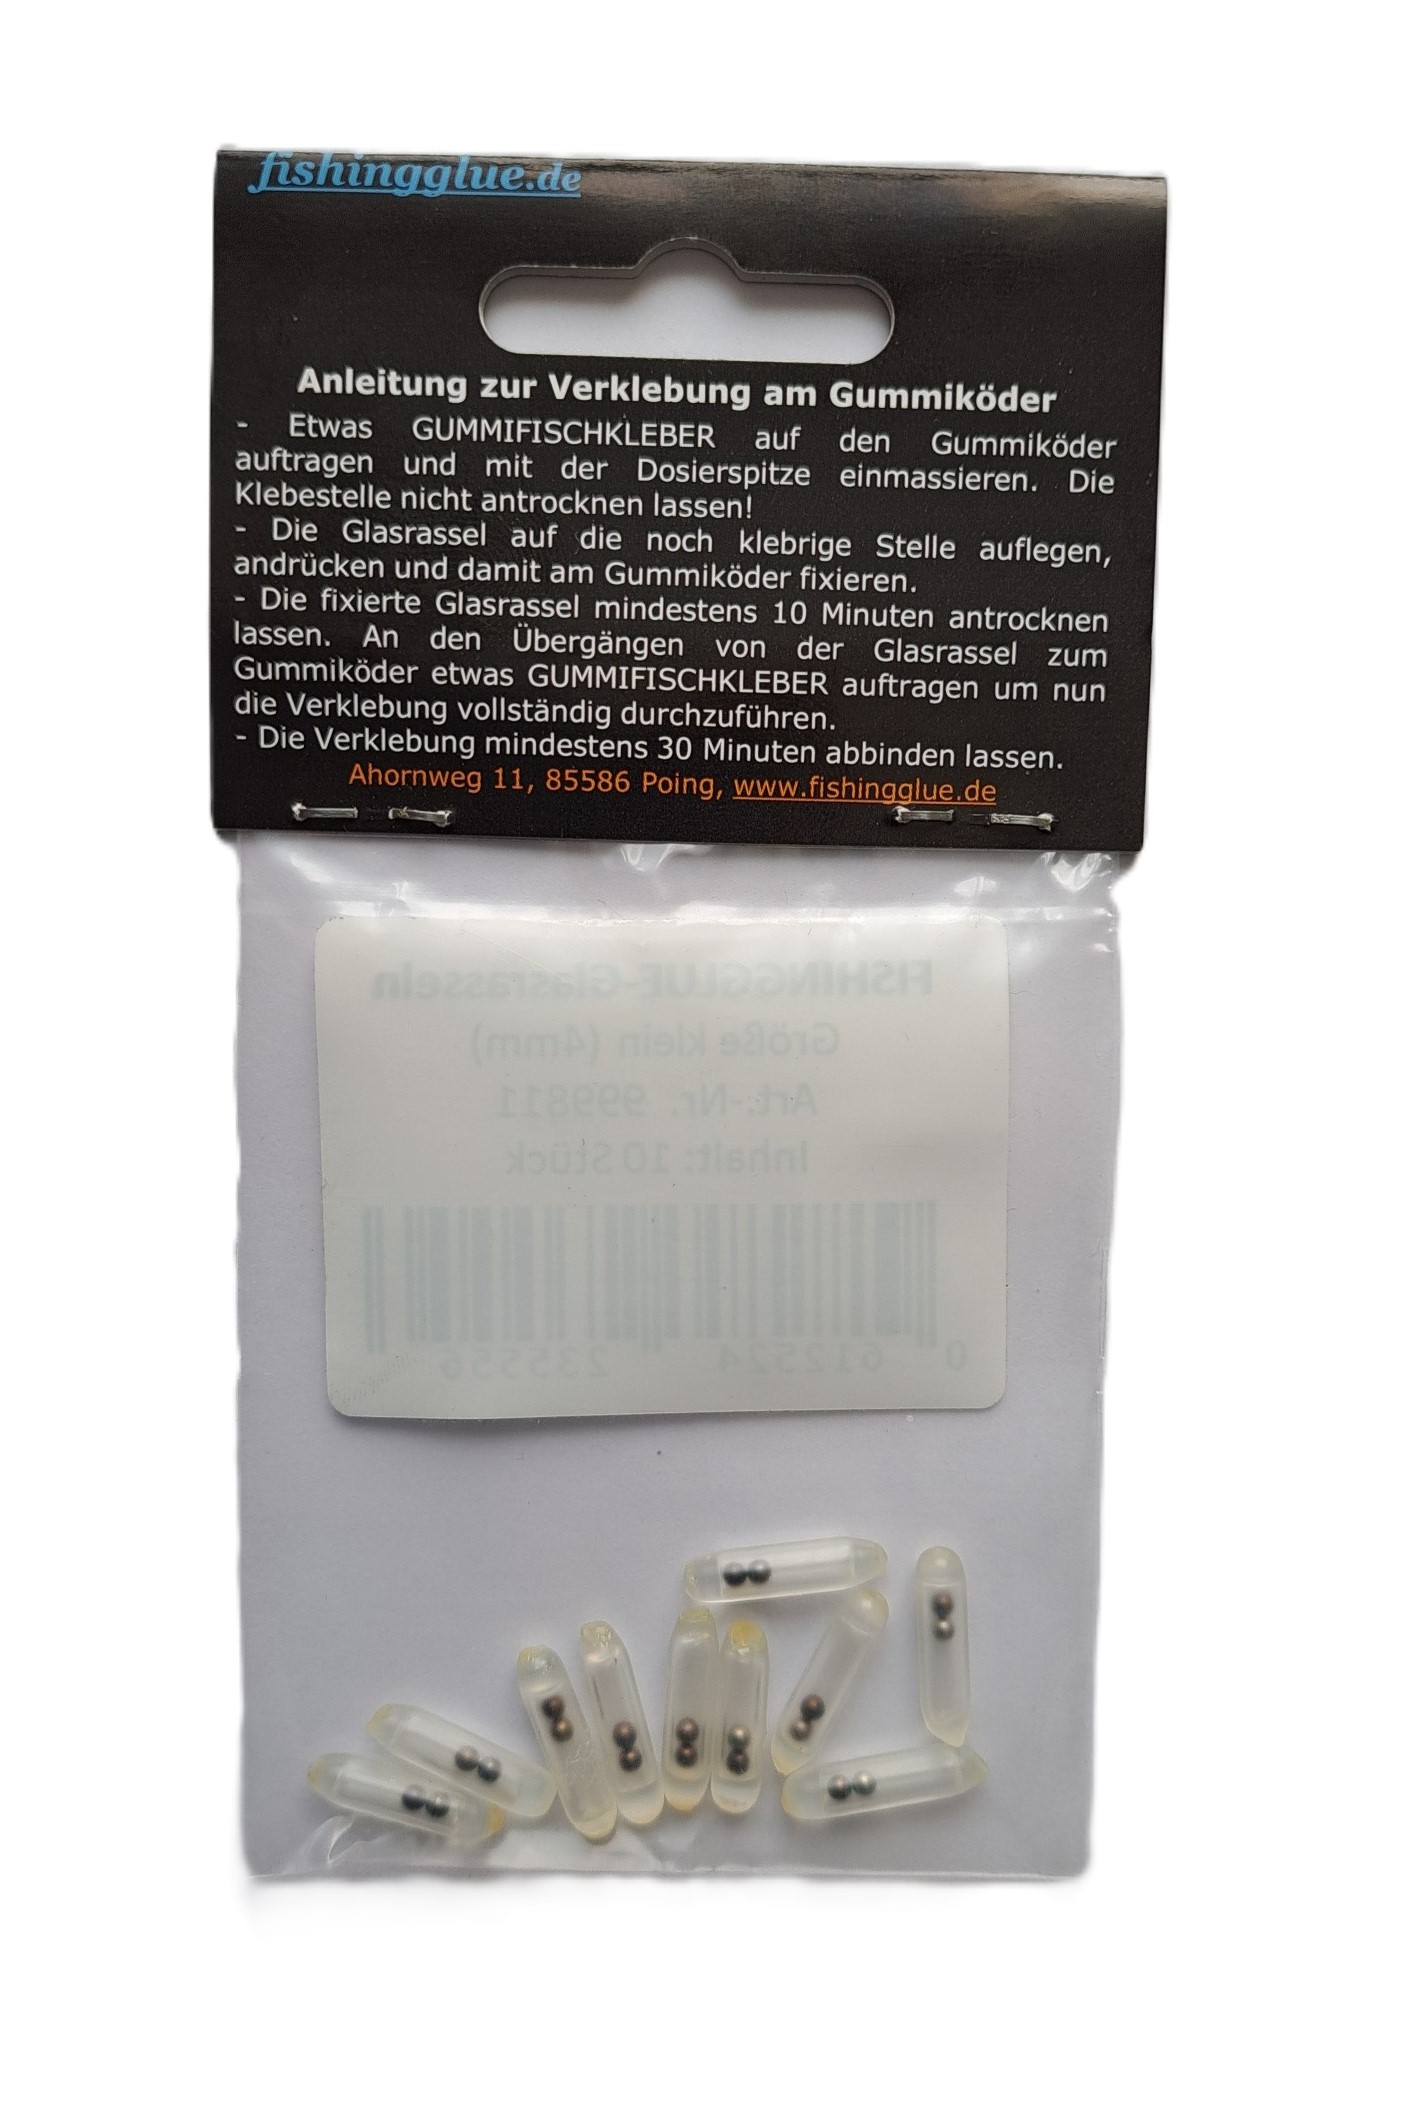 fishingglue.de
Anleitung zur Verklebung am Gummiköder
- Etwas GUMMIFISCHKLEBER auf den Gummiköder
auftragen und mit der Dosierspitze einmassieren. Die
Klebestelle nicht antrocknen lassen!
- Die Glasrassel auf die noch klebrige Stelle auflegen,
andrücken und damit am Gummiköder fixieren.
- Die fixierte Glasrassel mindestens 10 Minuten antrocknen
lassen. An den Übergängen von der Glasrassel zum
Gummiköder etwas GUMMIFISCHKLEBER auftragen um nun
die Verklebung vollständig durchzuführen.
- Die Verklebung mindestens 30 Minuten abbinden lassen.
Ahornweg 11, 85586 Poing, www.fishingglue.de
FISHINGGLUE-Glasrasseln
Größe klein (4mm)
Art.-Nr. 999811
Inhalt: 10 Stück
0 612524 235556